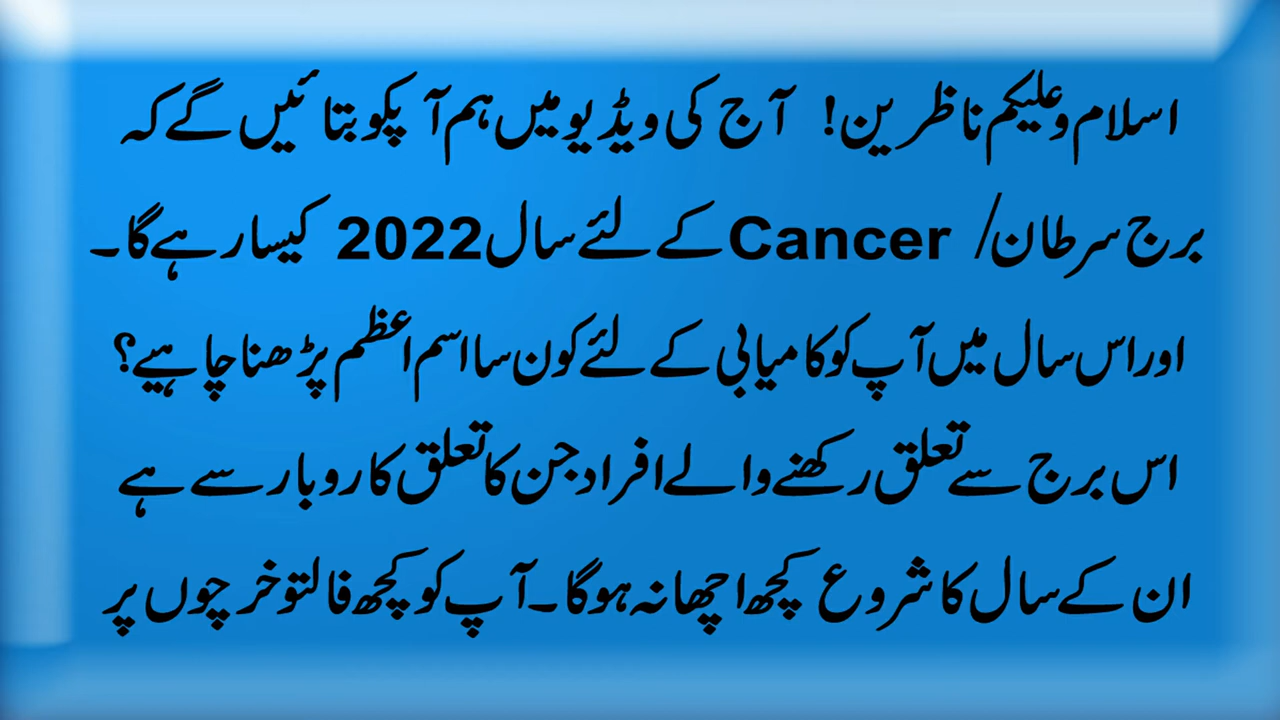 اسلام وعلیکم ناظرین! آج کی ویڈیو میں ہم آپکو بتائیں گے کہ
برج سرطان/ Cancer کے لئے سال 2022 کیسا رہے گا۔
اور اس سال میں آپ کو کامیابی کے لئے کون سا اسم اعظم پڑھنا چاہیے؟
اس برج سے تعلق رکھنے والے افراد جن کا تعلق کاروبار سے ہے
ان کے سال کا شروع کچھ اچھا نہ ہوگا۔ آپ کو کچھ فالتو خرچوں پر